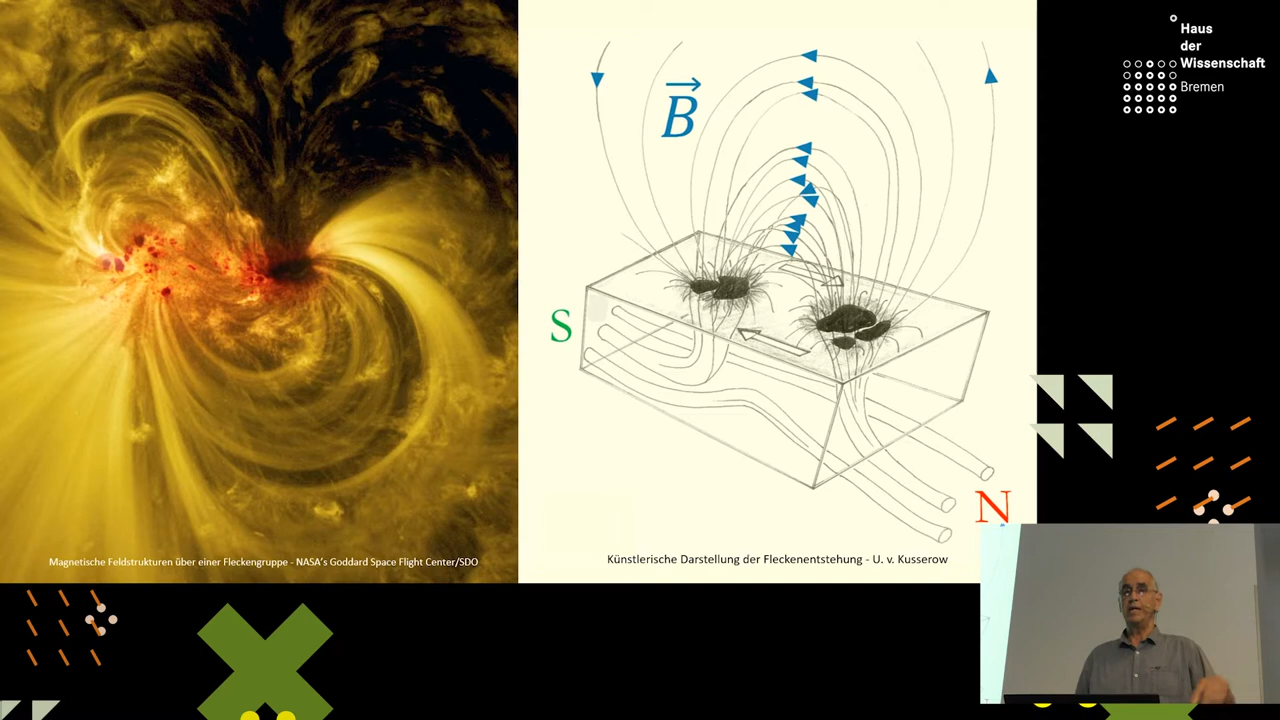 Haus
der
Wissenschaft
Bremen
B
S
N
Magnetische Feldstrukturen über einer Fleckengruppe - NASA's Goddard Space Flight Center/SDO
Künstlerische Darstellung der Fleckenentstehung - U. v. Kusserow